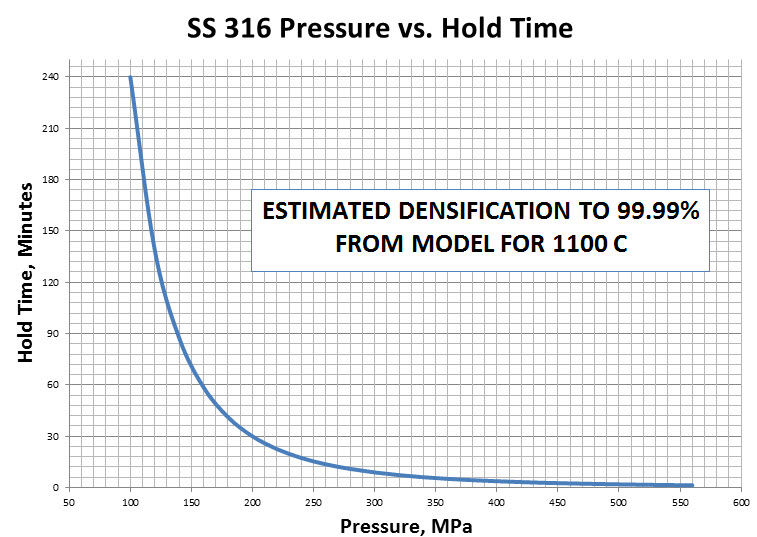 SS 316 Pressure vs. Hold Time
Hold Time, Minutes
240
210
180
150
120
90
60
30
0
ESTIMATED DENSIFICATION TO 99.99%
FROM MODEL FOR 1100 C
50 100 150 200 250 300 350 400 450 500 550 600
Pressure, MPa